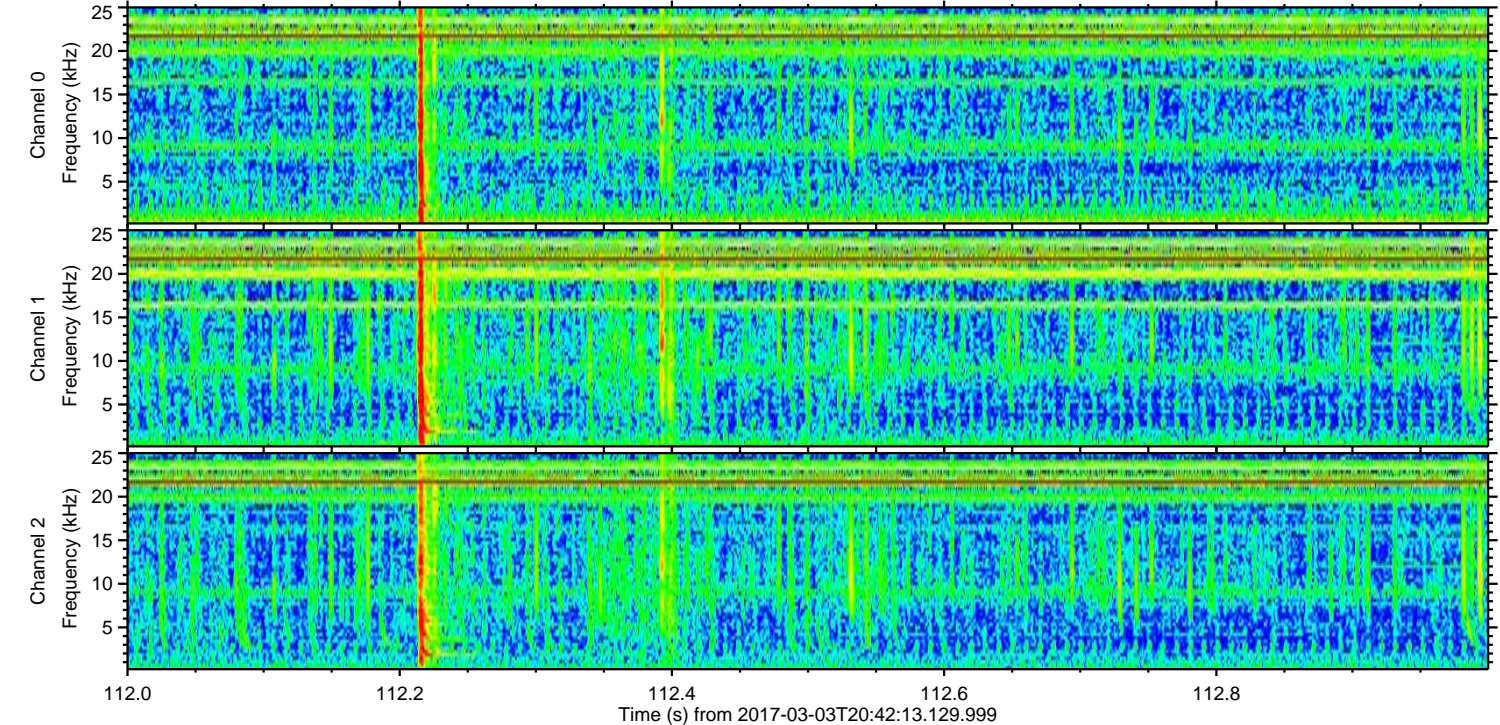 Channel 0
Frequency (kHz)
25
20
15
10
5
Channel 1
Frequency (kHz)
25
20
15
10
5
Channel 2
Frequency (kHz)
25
20
15
10
5
112.0 112.2 112.4 112.6 112.8
Time (s) from 2017-03-03T20:42:13.129.999